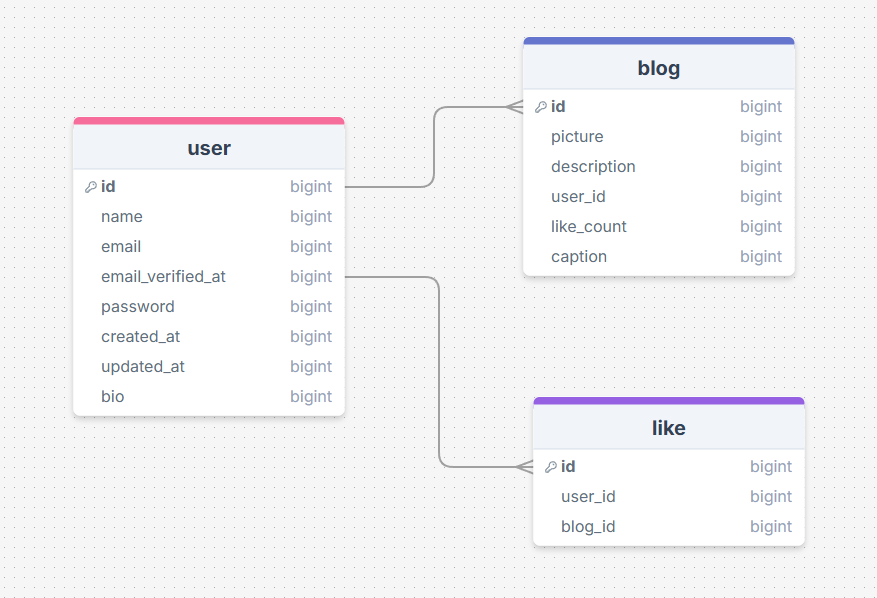 user
id bigint
name bigint
email bigint
email_verified_at bigint
password bigint
created_at bigint
updated_at bigint
bio bigint
blog
id bigint
picture bigint
description bigint
user_id bigint
like_count bigint
caption bigint
like
id bigint
user_id bigint
blog_id bigint